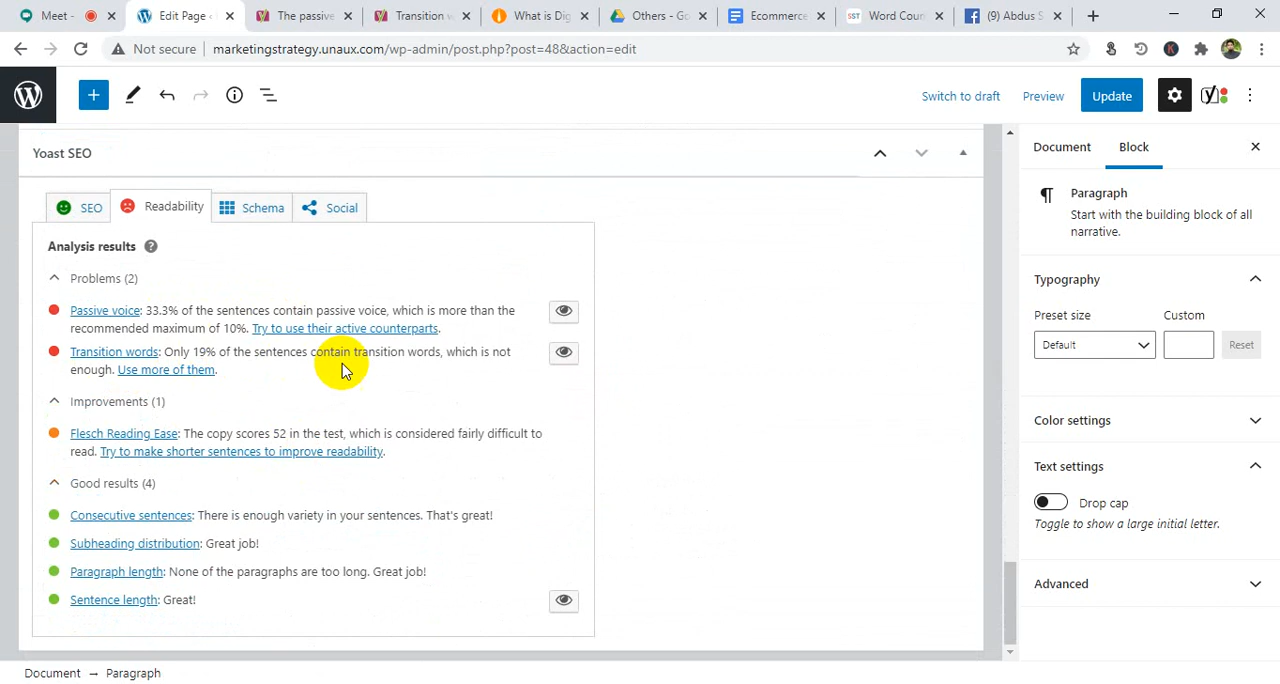 Meet -
Edit Page ‹
The passive
Transition w
What is Dig
Others - Go
Ecommerce
SST
Word Coun
(9) Abdus S
Not secure
marketingstrategy.unaux.com/wp-admin/post.php?post=48&action=edit
K
Switch to draft
Preview
Update
Yoast SEO
SEO
Readability
Schema
Social
Analysis results
Problems (2)
Passive voice: 33.3% of the sentences contain passive voice, which is more than the
recommended maximum of 10%. Try to use their active counterparts.
Transition words: Only 19% of the sentences contain transition words, which is not
enough. Use more of them.
Improvements (1)
Flesch Reading Ease: The copy scores 52 in the test, which is considered fairly difficult to
read. Try to make shorter sentences to improve readability.
Good results (4)
Consecutive sentences: There is enough variety in your sentences. That's great!
Subheading distribution: Great job!
Paragraph length: None of the paragraphs are too long. Great job!
Sentence length: Great!
Document
Block
Paragraph
Start with the building block of all
narrative.
Typography
Preset size
Custom
Default
Reset
Color settings
Text settings
Drop cap
Toggle to show a large initial letter.
Advanced
Document → Paragraph